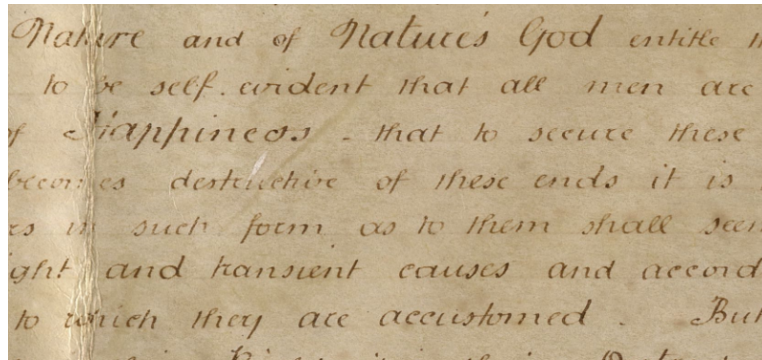 Nature and of Nature's God entitle
to be self-evident that all men are
of Happiness - that to secure these
becomes destructive of these ends it is
in such form as to them shall seem
and transient causes and accord
to which they are accustomed. But